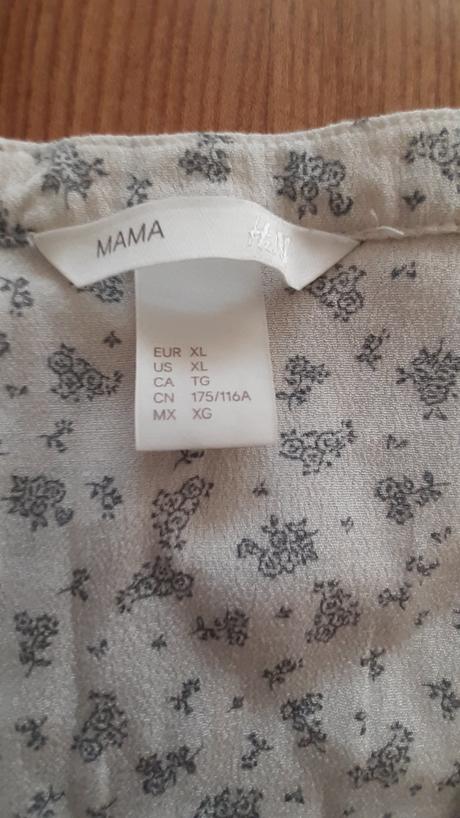 MAMA H&M
EUR XL
US XL
CA TG
CN 175/116A
MX XG